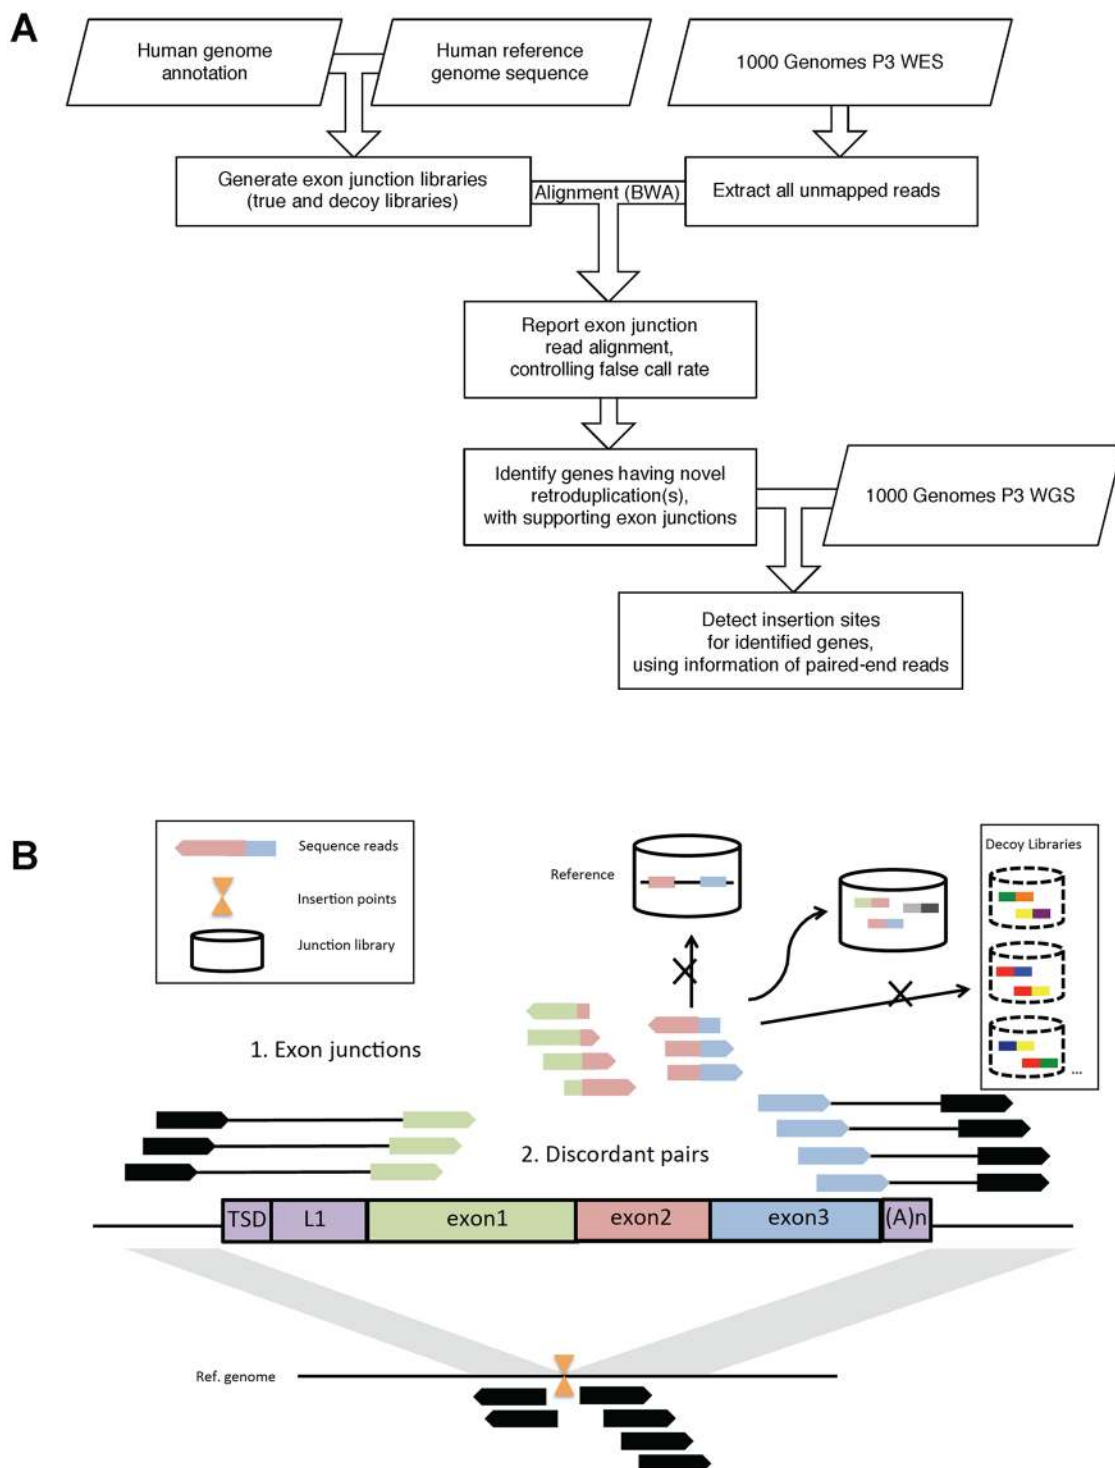 A
Human genome
annotation
Human reference
genome sequence
1000 Genomes P3 WES
Generate exon junction libraries
(true and decoy libraries)
Alignment (BWA)
Extract all unmapped reads
Report exon junction
read alignment,
controlling false call rate
Identify genes having novel
retroduplication(s),
with supporting exon junctions
1000 Genomes P3 WGS
Detect insertion sites
for identified genes,
using information of paired-end reads
B
Sequence reads
Insertion points
Junction library
Reference
Decoy Libraries
...
1. Exon junctions
2. Discordant pairs
TSD
L1
exon1
exon2
exon3
(A)n
Ref. genome